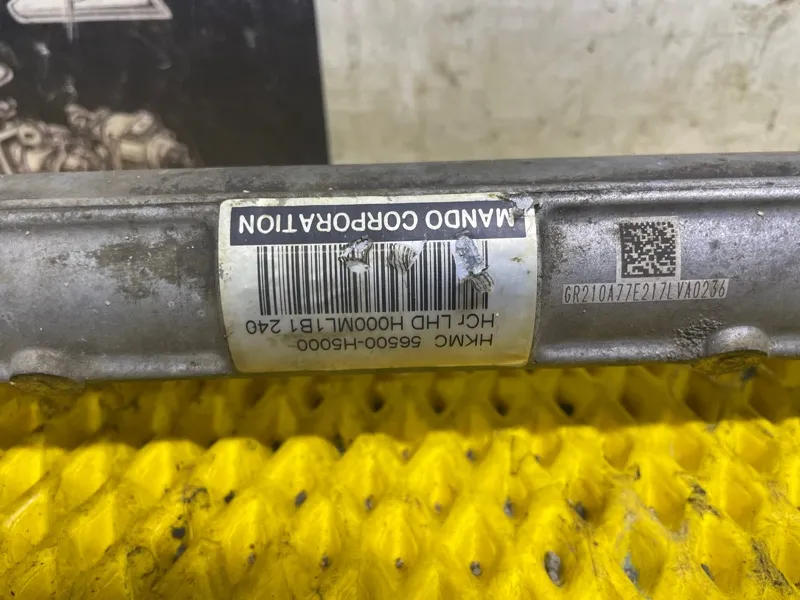 HKMC 56500-H5000
HCr LHD H000ML1B1 240
MANDO CORPORATION
GR210A77E217LVA0236